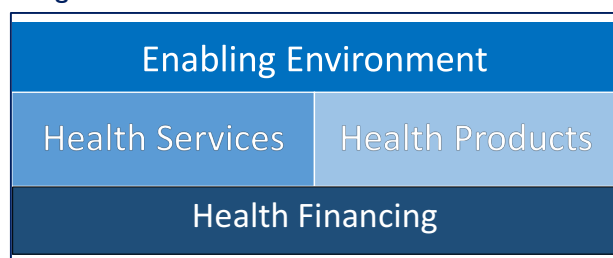 Enabling Environment
Health Services Health Products
Health Financing